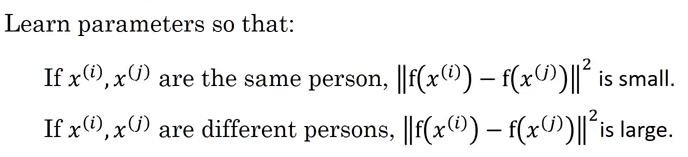 Learn parameters so that:
If x⁽ⁱ⁾, x⁽ʲ⁾ are the same person, ‖f(x⁽ⁱ⁾) – f(x⁽ʲ⁾)‖² is small.
If x⁽ⁱ⁾, x⁽ʲ⁾ are different persons, ‖f(x⁽ⁱ⁾) – f(x⁽ʲ⁾)‖² is large.